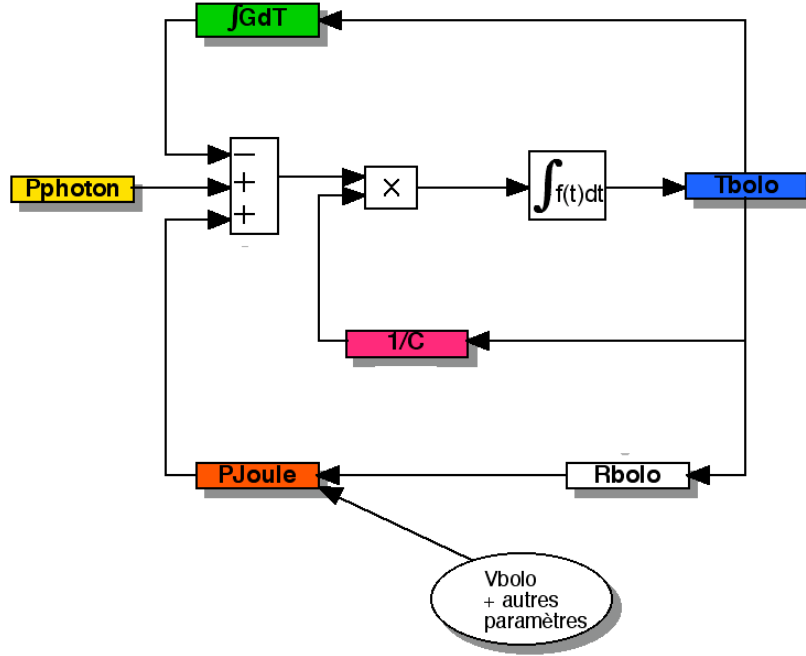 ∫GdT
−
+
+
Pphoton
×
∫f(t)dt
Tbolo
1/C
PJoule
Rbolo
Vbolo
+ autres
paramètres